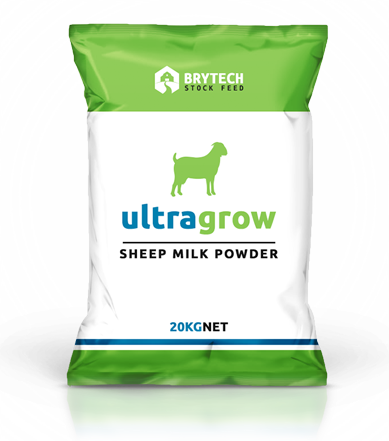 BRYTECH
STOCK FEED
ultragrow
SHEEP MILK POWDER
20KGNET